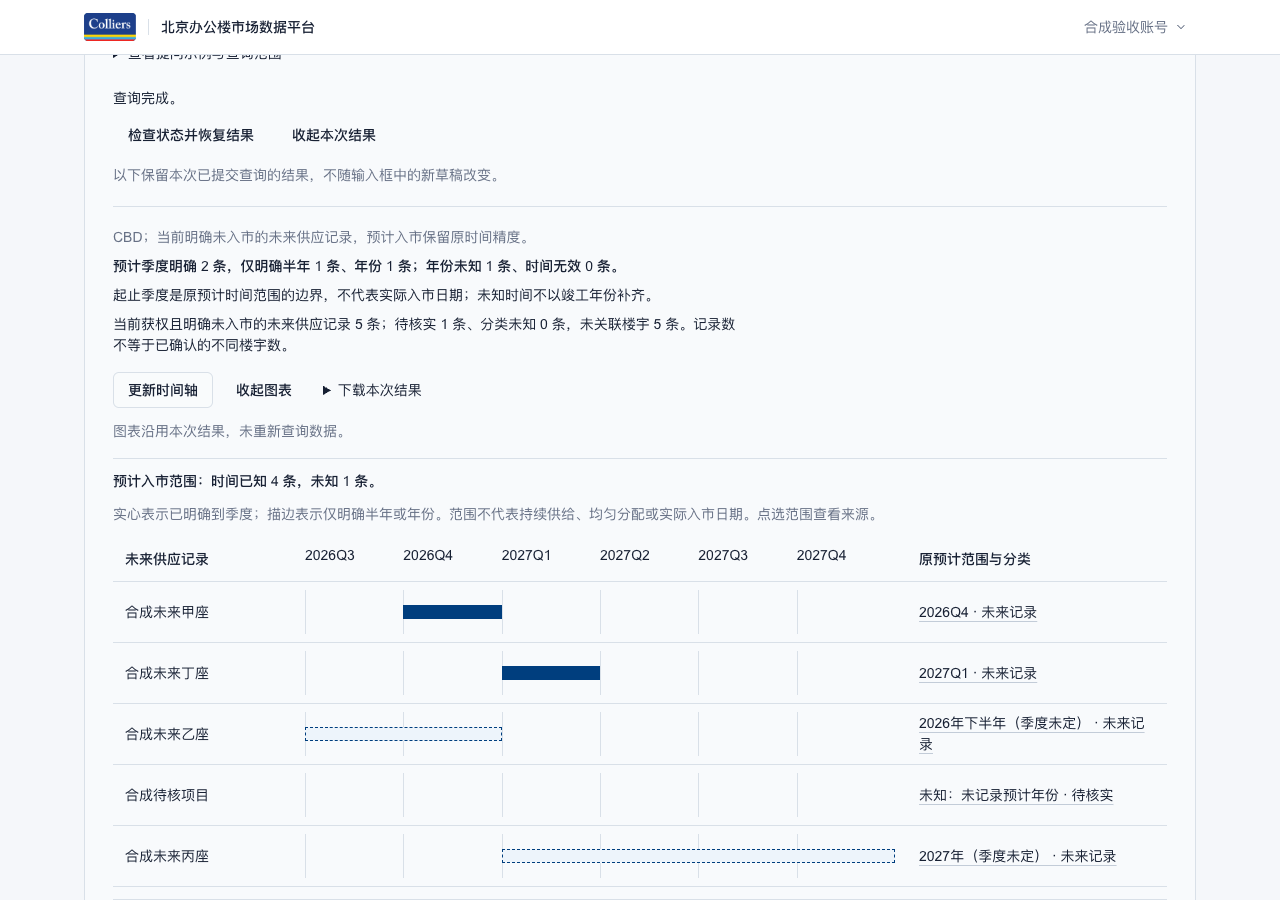 Colliers
北京办公楼市场数据平台
合成验收账号
查看提问示例与查询范围
查询完成。
检查状态并恢复结果
收起本次结果
以下保留本次已提交查询的结果，不随输入框中的新草稿改变。
CBD；当前明确未入市的未来供应记录，预计入市保留原时间精度。
预计季度明确 2 条，仅明确半年 1 条、年份 1 条；年份未知 1 条、时间无效 0 条。
起止季度是原预计时间范围的边界，不代表实际入市日期；未知时间不以竣工年份补齐。
当前获权且明确未入市的未来供应记录 5 条；待核实 1 条、分类未知 0 条，未关联楼宇 5 条。记录数
不等于已确认的不同楼宇数。
更新时间轴
收起图表
下载本次结果
图表沿用本次结果，未重新查询数据。
预计入市范围：时间已知 4 条，未知 1 条。
实心表示已明确到季度；描边表示仅明确半年或年份。范围不代表持续供给、均匀分配或实际入市日期。点选范围查看来源。
未来供应记录 2026Q3 2026Q4 2027Q1 2027Q2 2027Q3 2027Q4 原预计范围与分类
合成未来甲座 2026Q4 · 未来记录
合成未来丁座 2027Q1 · 未来记录
合成未来乙座 2026年下半年（季度未定） · 未来记
录
合成待核项目 未知：未记录预计年份 · 待核实
合成未来丙座 2027年（季度未定） · 未来记录